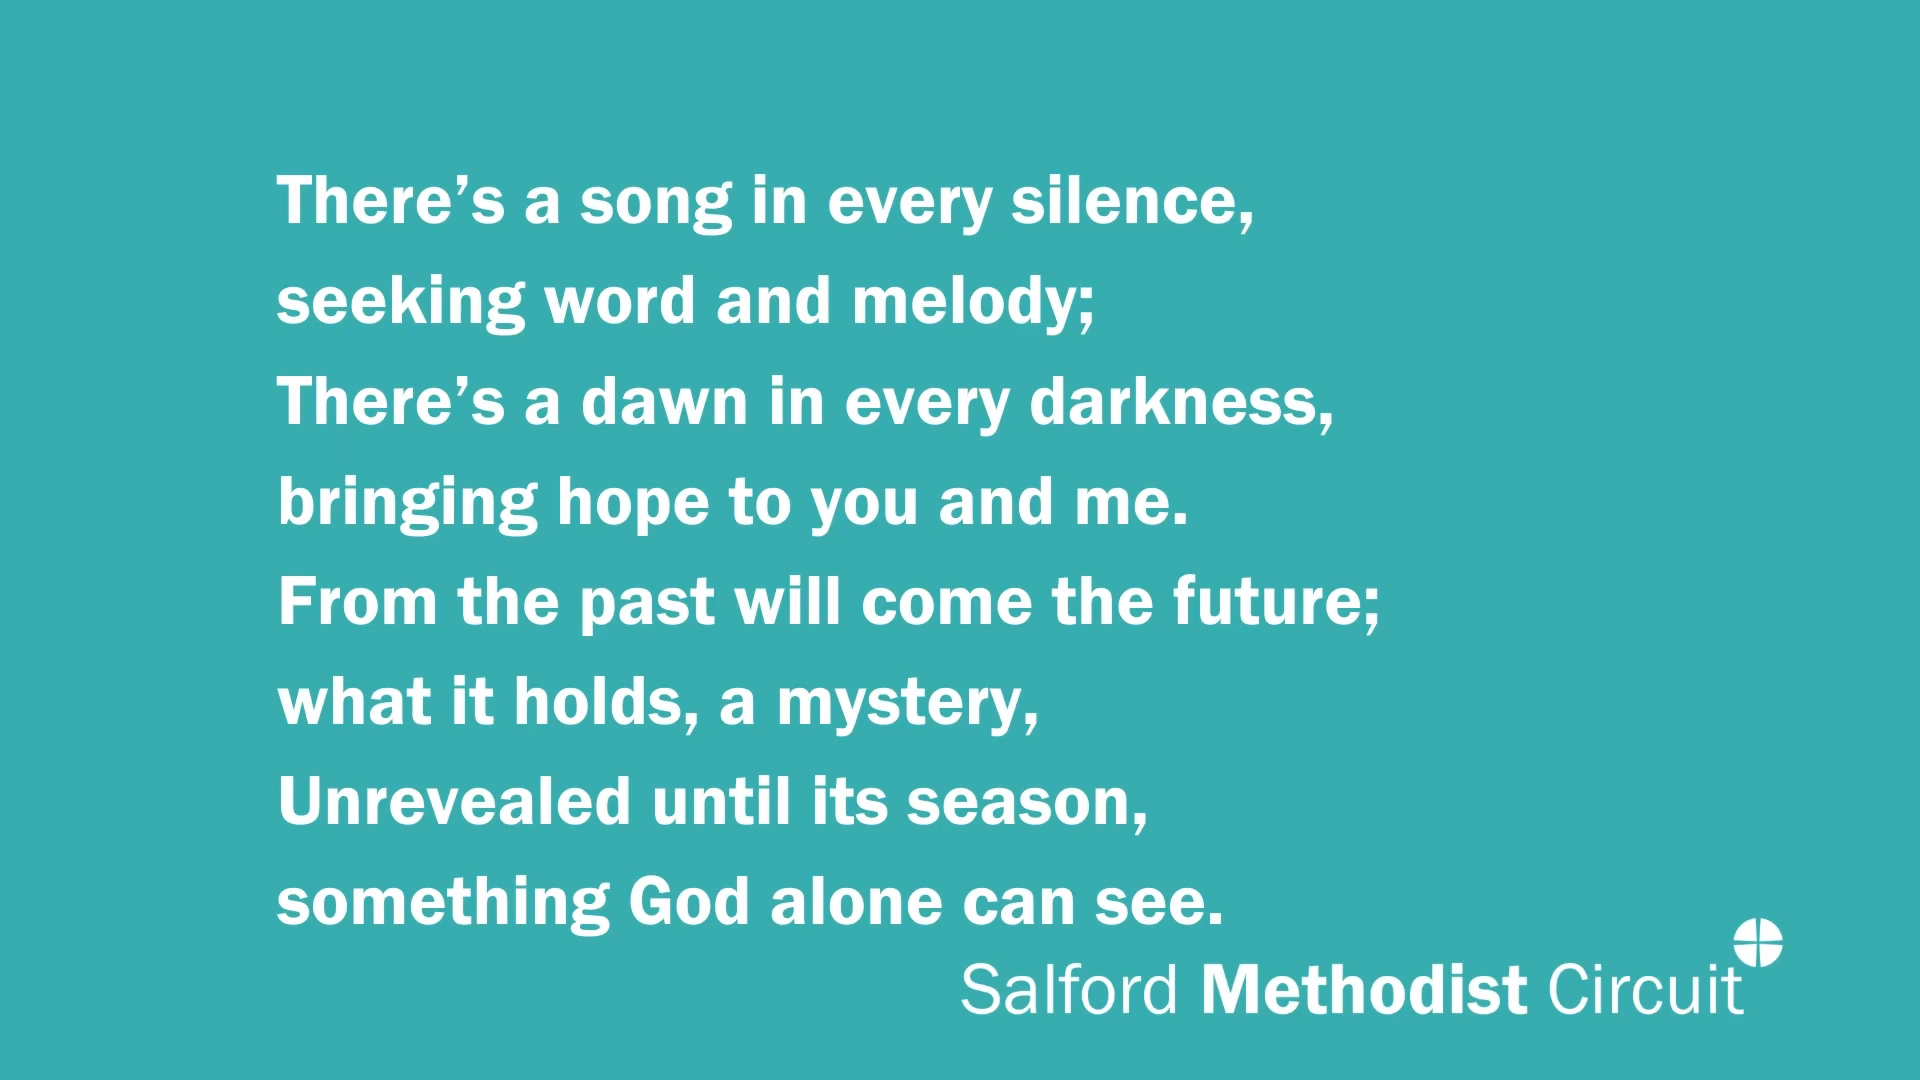 There’s a song in every silence,
seeking word and melody;
There’s a dawn in every darkness,
bringing hope to you and me.
From the past will come the future;
what it holds, a mystery,
Unrevealed until its season,
something God alone can see.
Salford Methodist Circuit